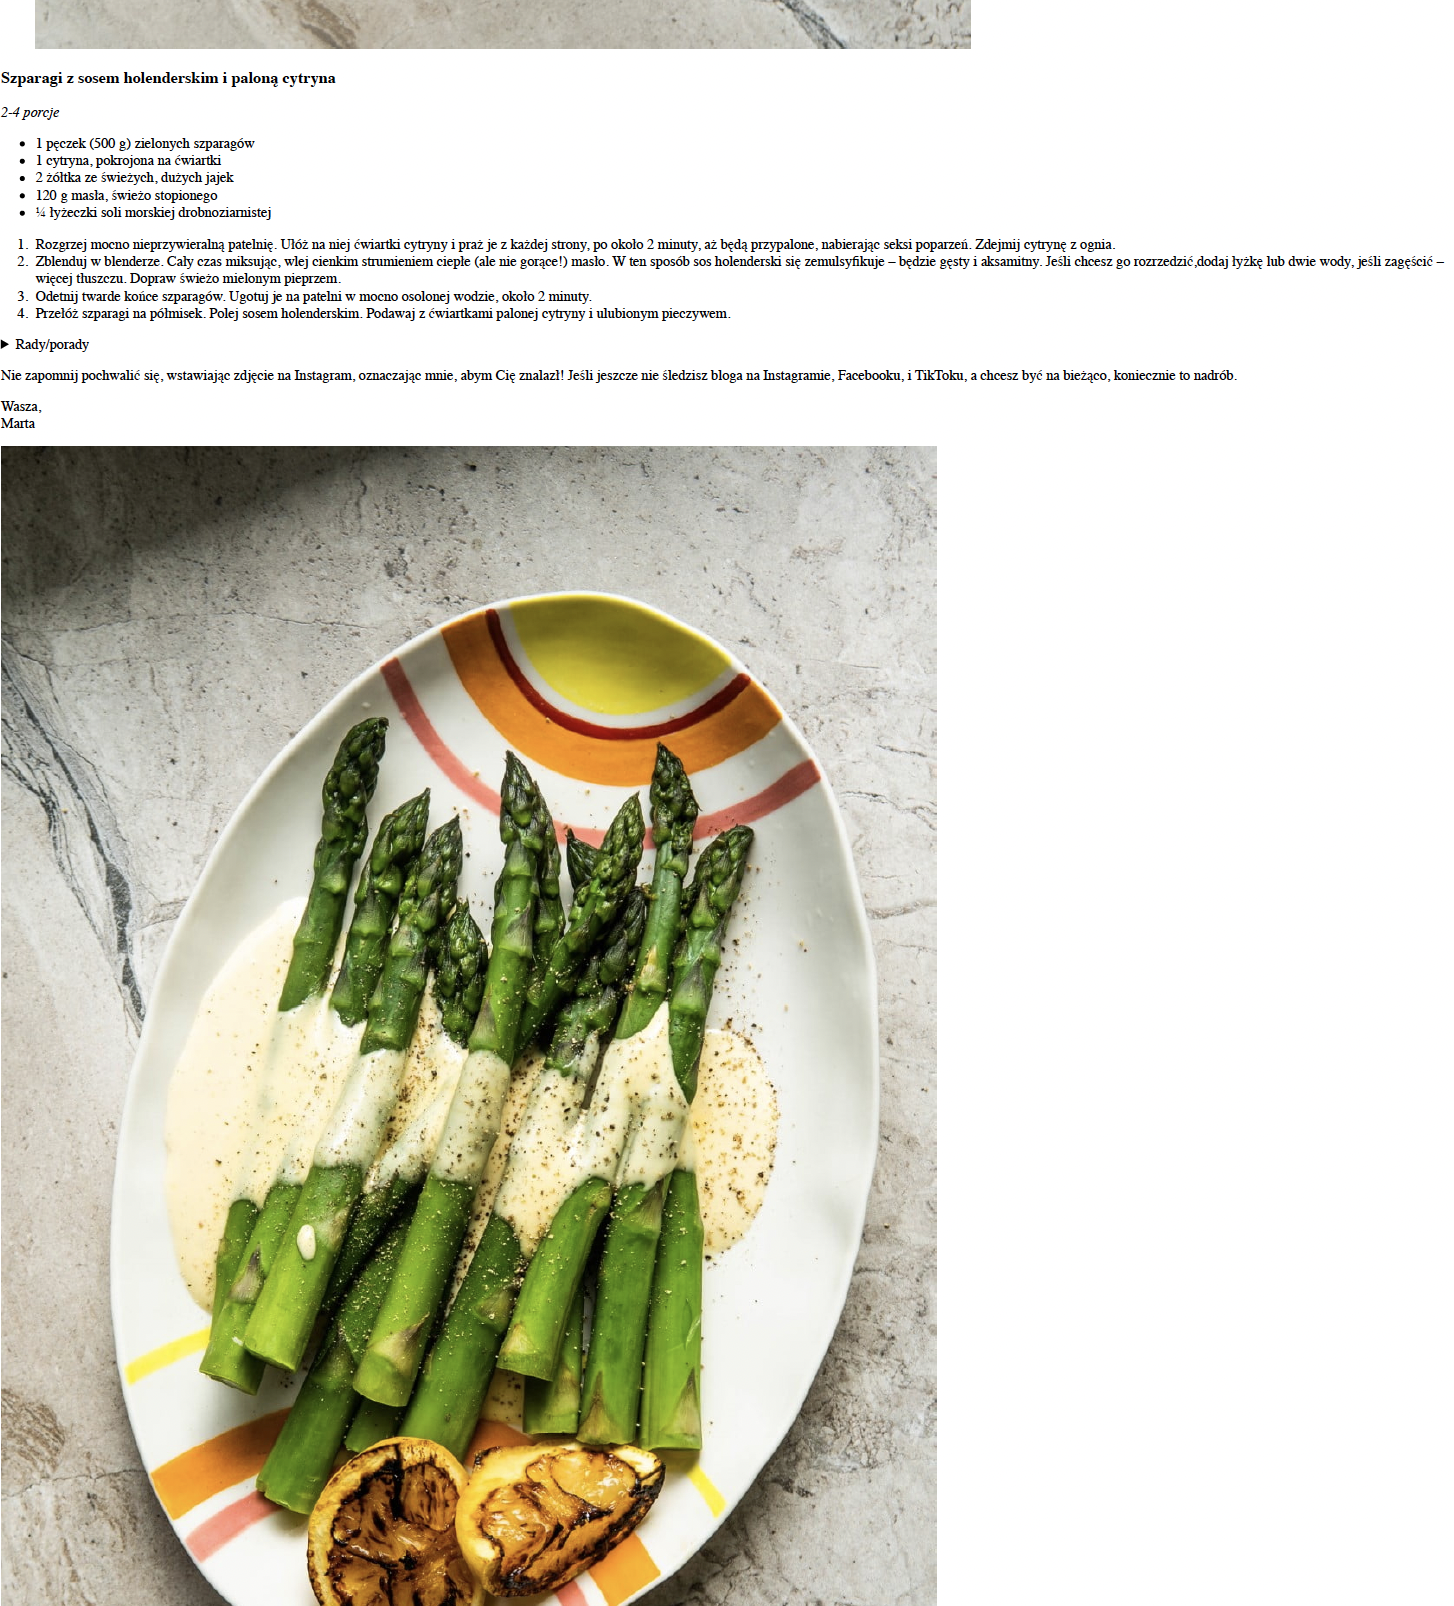 Szparagi z sosem holenderskim i paloną cytryna
2-4 porcje
• 1 pęczek (500 g) zielonych szparagów
• 1 cytryna, pokrojona na ćwiartki
• 2 żółtka ze świeżych, dużych jajek
• 120 g masła, świeżo stopionego
• ¼ łyżeczki soli morskiej drobnoziarnistej
1. Rozgrzej mocno nieprzywieralną patelnię. Ułóż na niej ćwiartki cytryny i praż je z każdej strony, po około 2 minuty, aż będą przypalone, nabierając seksi poparzeń. Zdejmij cytrynę z ognia.
2. Zblenduj w blenderze. Cały czas miksując, wlej cienkim strumieniem ciepłe (ale nie gorące!) masło. W ten sposób sos holenderski się zemulsyfikuje – będzie gęsty i aksamitny. Jeśli chcesz go rozrzedzić,dodaj łyżkę lub dwie wody, jeśli zagęścić –
więcej tłuszczu. Dopraw świeżo mielonym pieprzem.
3. Odetnij twarde końce szparagów. Ugotuj je na patelni w mocno osolonej wodzie, około 2 minuty.
4. Przełóż szparagi na półmisek. Polej sosem holenderskim. Podawaj z ćwiartkami palonej cytryny i ulubionym pieczywem.
▶ Rady/porady
Nie zapomnij pochwalić się, wstawiając zdjęcie na Instagram, oznaczając mnie, abym Cię znalazł! Jeśli jeszcze nie śledzisz bloga na Instagramie, Facebooku, i TikToku, a chcesz być na bieżąco, koniecznie to nadrób.
Wasza,
Marta